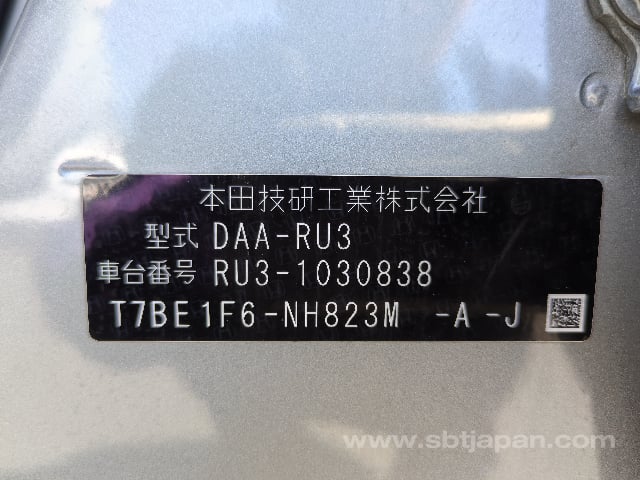 本田技研工業株式会社
型式 DAA-RU3
車台番号 RU3-1030838
T7BE1F6-NH823M -A -J
www.sbtjapan.com